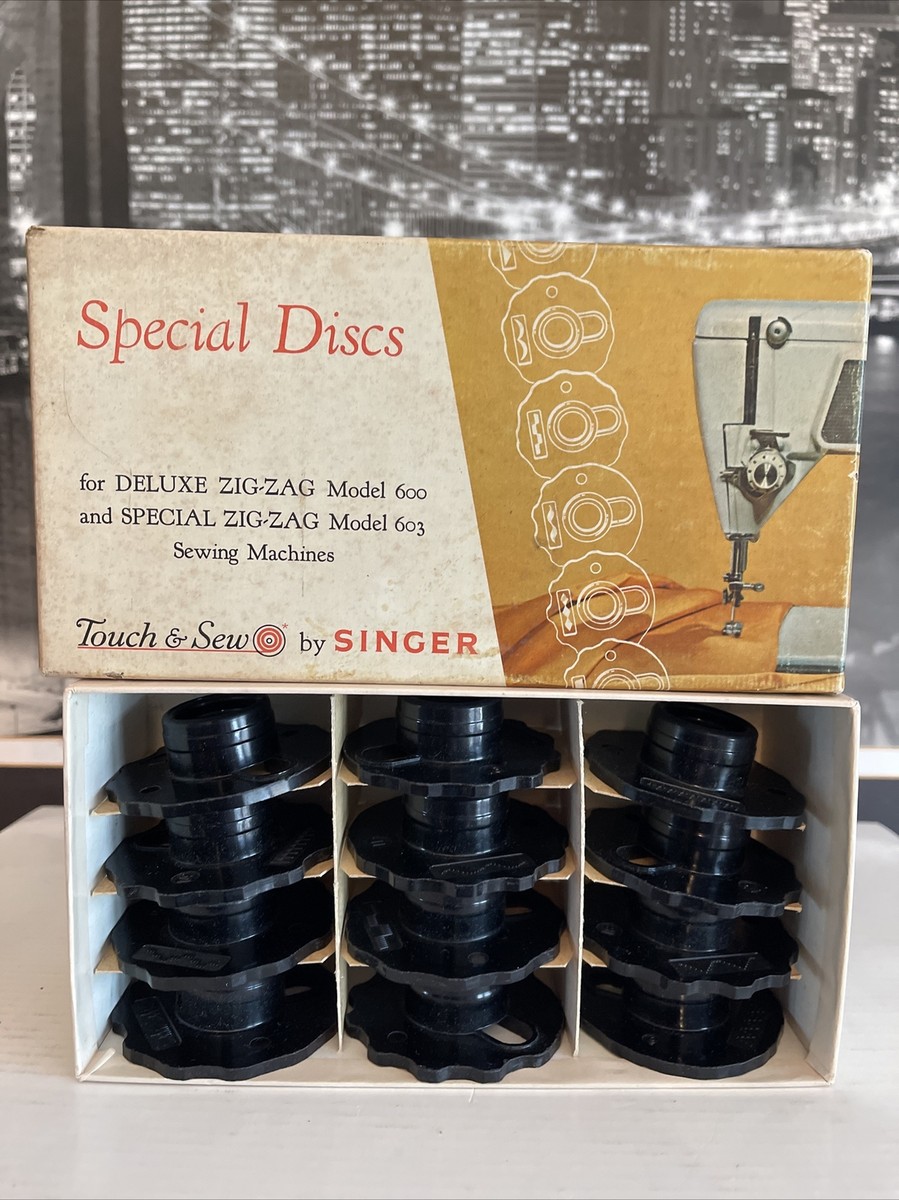 Special Discs
for DELUXE ZIG-ZAG Model 600
and SPECIAL ZIG-ZAG Model 603
Sewing Machines
Touch & Sew * by SINGER